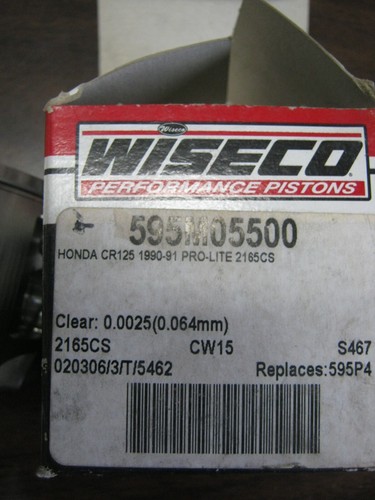 Wiseco
WISECO
PERFORMANCE PISTONS
595M05500
HONDA CR125 1990-91 PRO-LITE 2165CS
Clear: 0.0025(0.064mm)
2165CS CW15 S467
020306/3/T/5462 Replaces:595P4